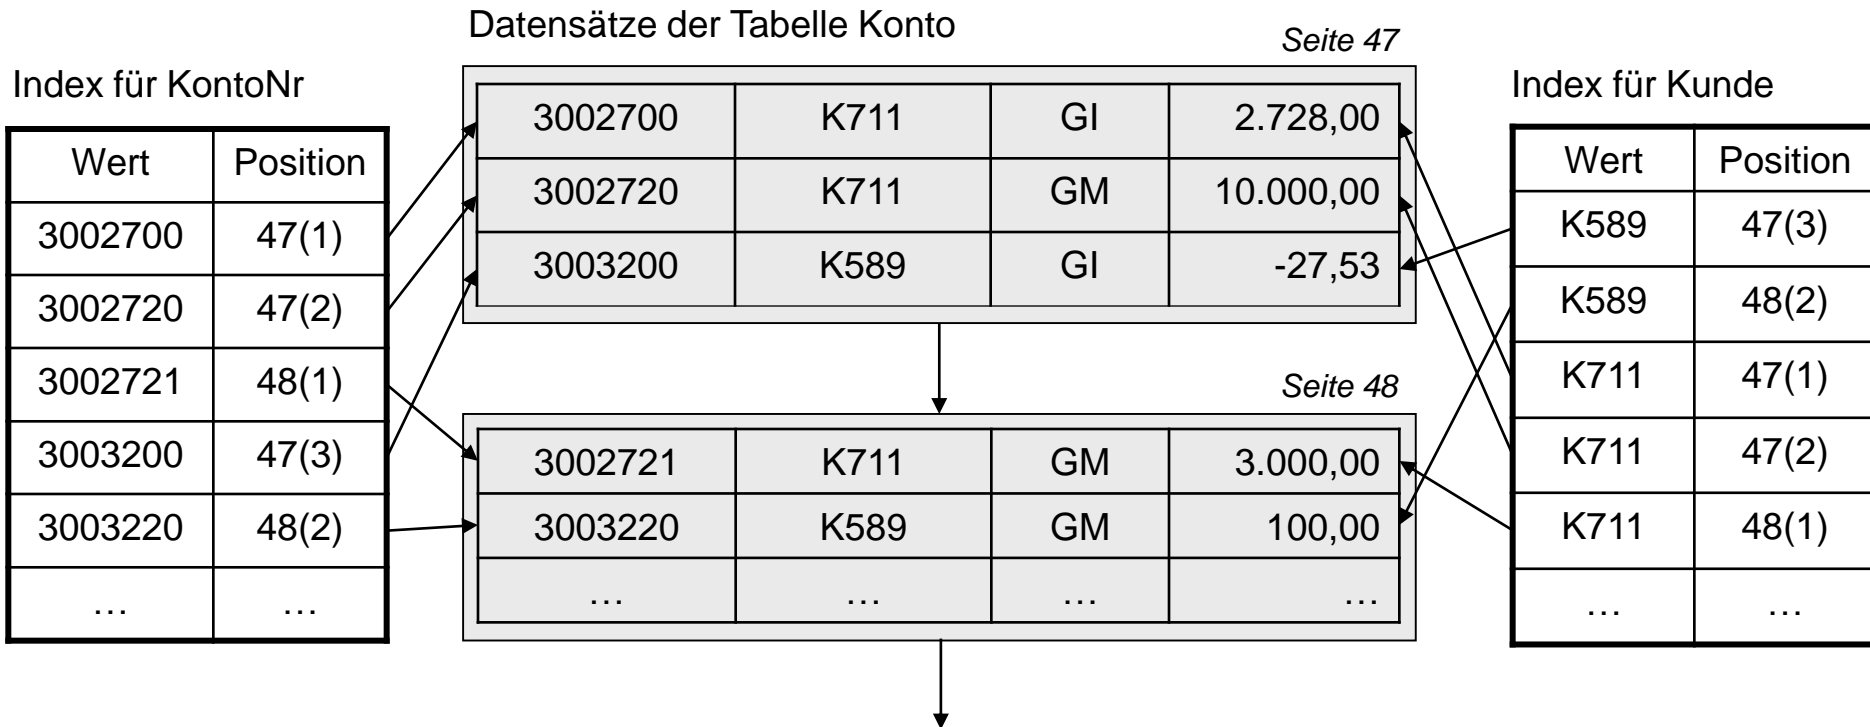 Datensätze der Tabelle Konto
Seite 47
Index für KontoNr
Wert Position
3002700 47(1)
3002720 47(2)
3002721 48(1)
3003200 47(3)
3003220 48(2)
… …
3002700 K711 GI 2.728,00
3002720 K711 GM 10.000,00
3003200 K589 GI -27,53
Seite 48
3002721 K711 GM 3.000,00
3003220 K589 GM 100,00
… … … …
Index für Kunde
Wert Position
K589 47(3)
K589 48(2)
K711 47(1)
K711 47(2)
K711 48(1)
… …